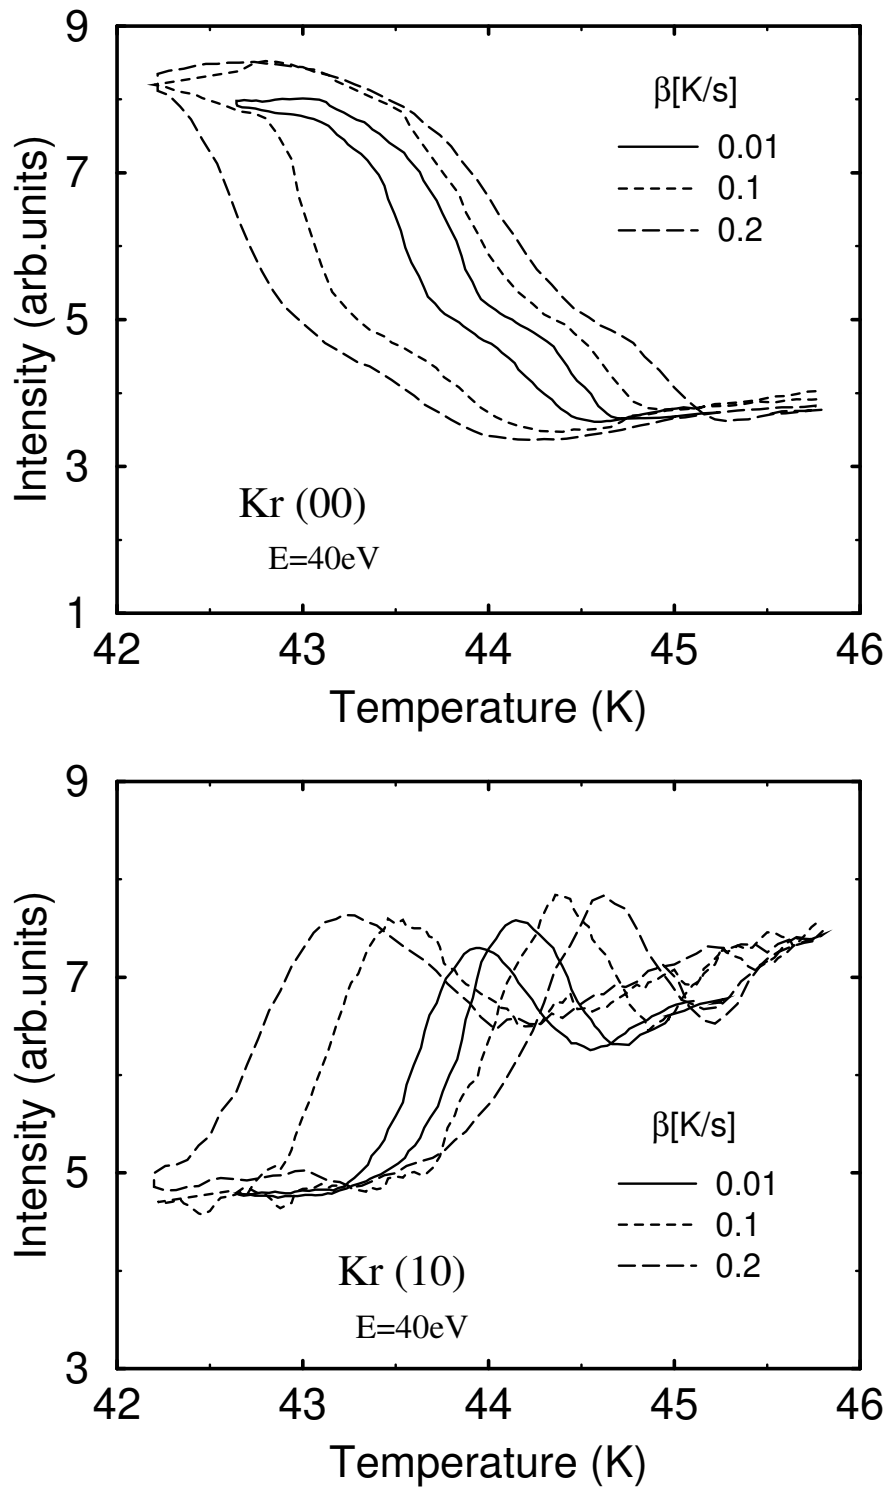 9
7
5
3
1
Intensity (arb.units)
β[K/s]
0.01
0.1
0.2
Kr (00)
E=40eV
42 43 44 45 46
Temperature (K)
9
7
5
3
Intensity (arb.units)
β[K/s]
0.01
0.1
0.2
Kr (10)
E=40eV
42 43 44 45 46
Temperature (K)